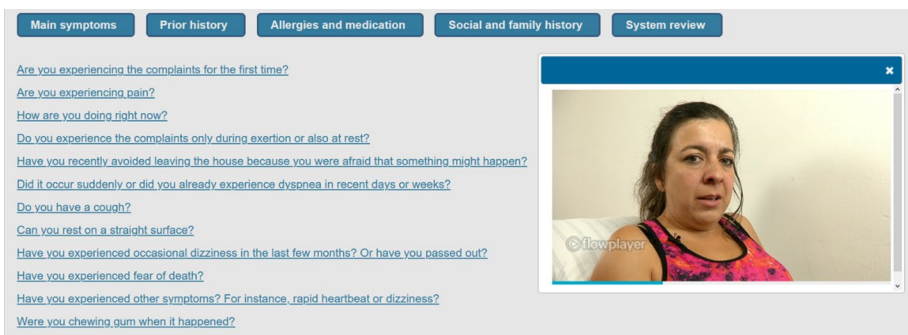 Main symptoms Prior history Allergies and medication Social and family history System review
Are you experiencing the complaints for the first time?
Are you experiencing pain?
How are you doing right now?
Do you experience the complaints only during exertion or also at rest?
Have you recently avoided leaving the house because you were afraid that something might happen?
Did it occur suddenly or did you already experience dyspnea in recent days or weeks?
Do you have a cough?
Can you rest on a straight surface?
Have you experienced occasional dizziness in the last few months? Or have you passed out?
Have you experienced fear of death?
Have you experienced other symptoms? For instance, rapid heartbeat or dizziness?
Were you chewing gum when it happened?
flowplayer